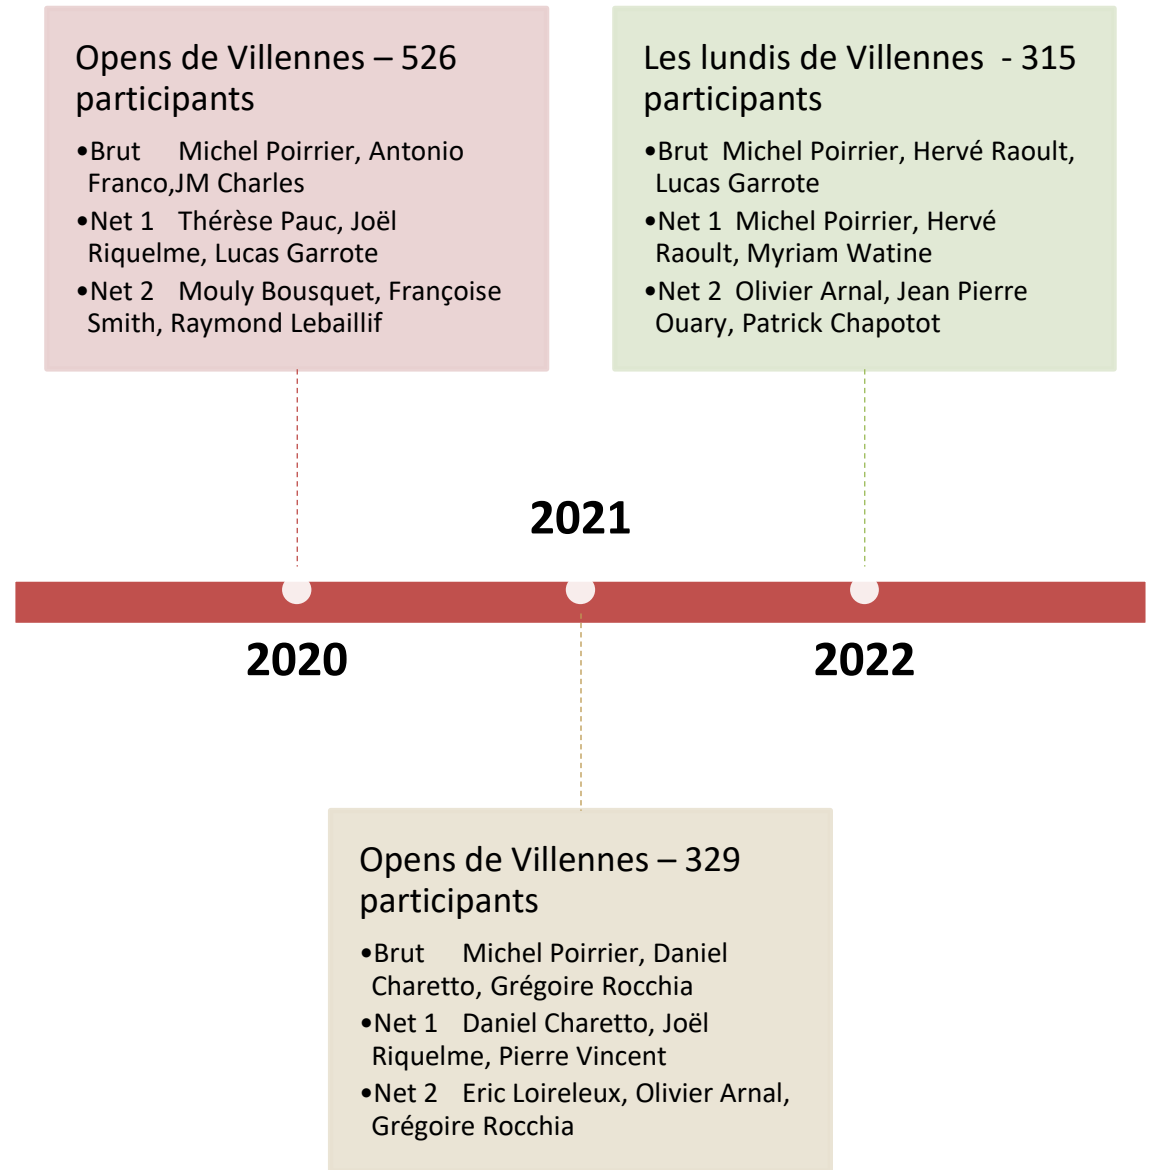 Opens de Villennes – 526
participants
•Brut Michel Poirrier, Antonio
Franco,JM Charles
•Net 1 Thérèse Pauc, Joël
Riquelme, Lucas Garrote
•Net 2 Mouly Bousquet, Françoise
Smith, Raymond Lebaillif
Les lundis de Villennes - 315
participants
•Brut Michel Poirrier, Hervé Raoult,
Lucas Garrote
•Net 1 Michel Poirrier, Hervé
Raoult, Myriam Watine
•Net 2 Olivier Arnal, Jean Pierre
Ouary, Patrick Chapotot
2021
2020
2022
Opens de Villennes – 329
participants
•Brut Michel Poirrier, Daniel
Charetto, Grégoire Rocchia
•Net 1 Daniel Charetto, Joël
Riquelme, Pierre Vincent
•Net 2 Eric Loireleux, Olivier Arnal,
Grégoire Rocchia